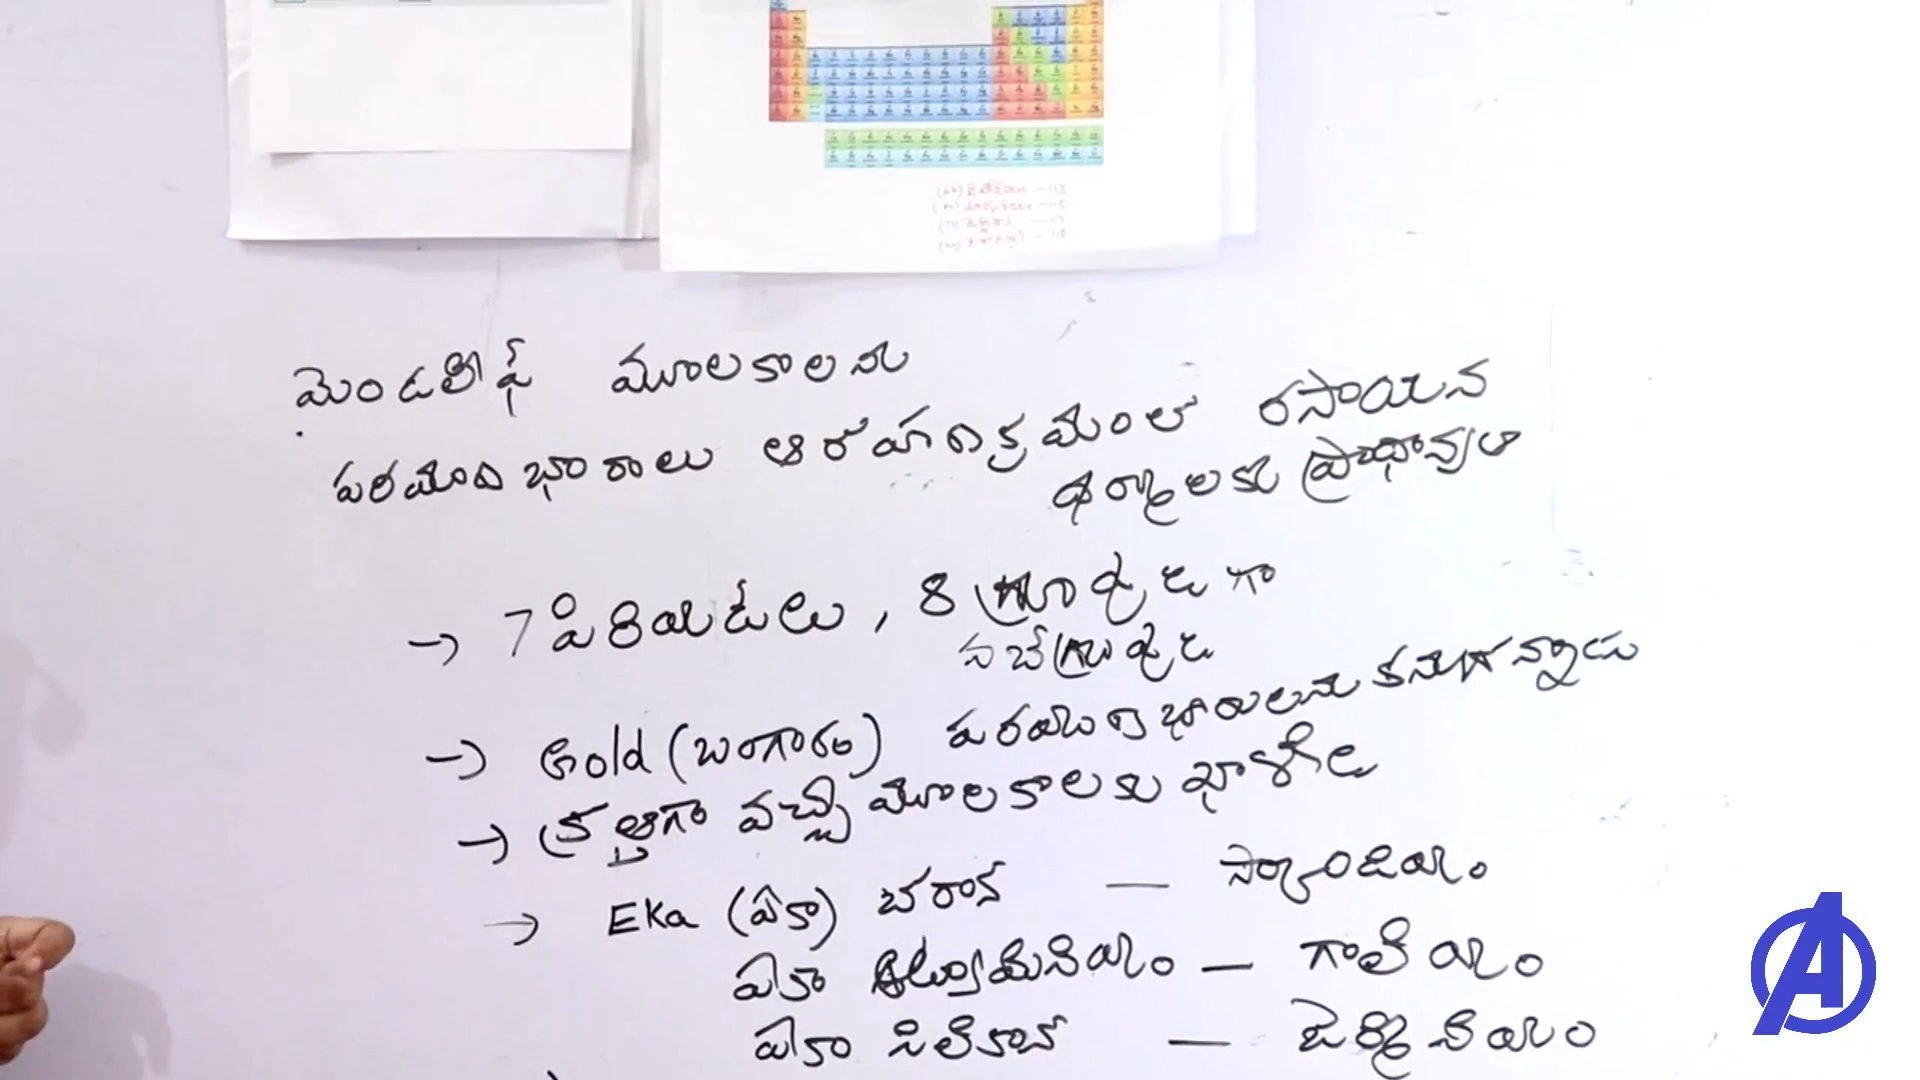 మెండలీఫ్ మూలకాలను
పరమాణు భారాలు ఆరోహణక్రమంలో రసాయన
ధర్మాలకు ప్రాధాన్యత
→ 7 పిరియడ్‌లు, 8 గ్రూప్లుగా
సబ్‌గ్రూప్లు
→ Gold (బంగారం) పరమాణుభారాలను కనుగొన్నాడు
→ క్రొత్తగా వచ్చే మూలకాలకు ఖాళీలు
→ Eka (ఏకా) బోరాన్ — స్కాండియం
ఏకా అల్యూమినియం — గాలియం
ఏకా సిలికాన్ — జెర్మేనియం